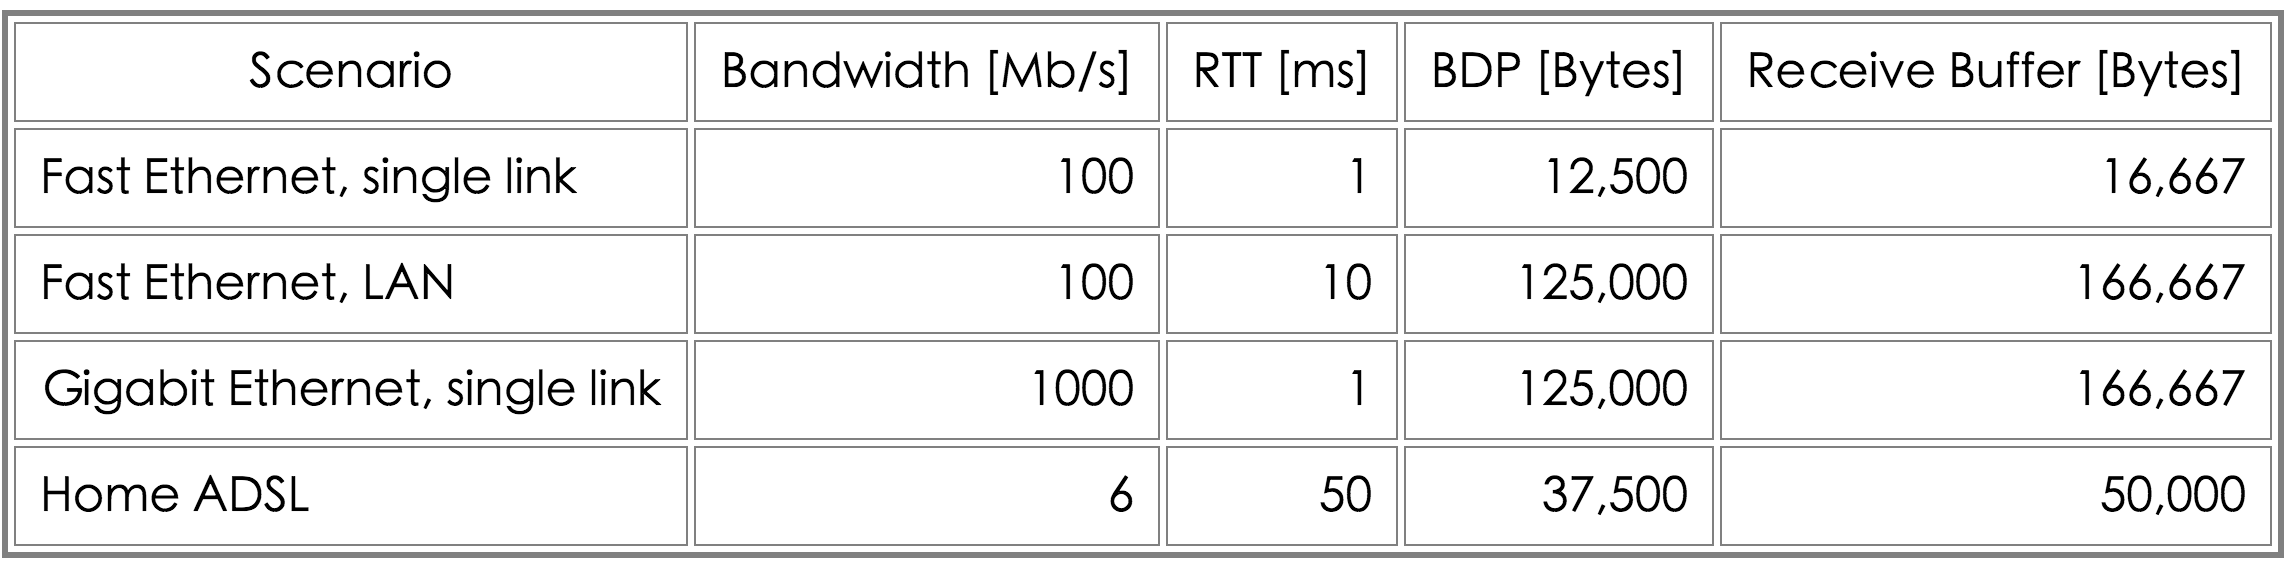 Scenario Bandwidth [Mb/s] RTT [ms] BDP [Bytes] Receive Buffer [Bytes]
Fast Ethernet, single link 100 1 12,500 16,667
Fast Ethernet, LAN 100 10 125,000 166,667
Gigabit Ethernet, single link 1000 1 125,000 166,667
Home ADSL 6 50 37,500 50,000